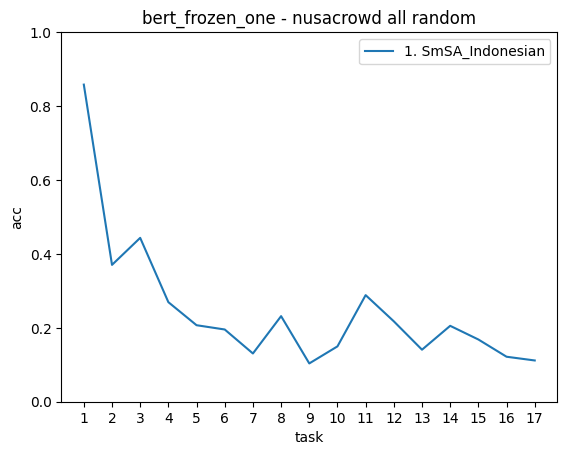 bert_frozen_one - nusacrowd all random
1. SmSA_Indonesian
acc
1.0
0.8
0.6
0.4
0.2
0.0
1 2 3 4 5 6 7 8 9 10 11 12 13 14 15 16 17
task